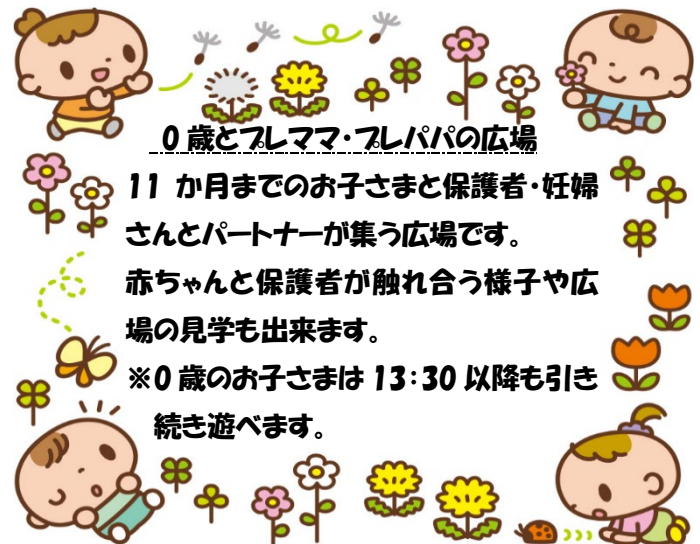 0歳とプレママ・プレパパの広場
11 か月までのお子さまと保護者・妊婦
さんとパートナーが集う広場です。
赤ちゃんと保護者が触れ合う様子や広
場の見学も出来ます。
※0歳のお子さまは 13:30 以降も引き
続き遊べます。